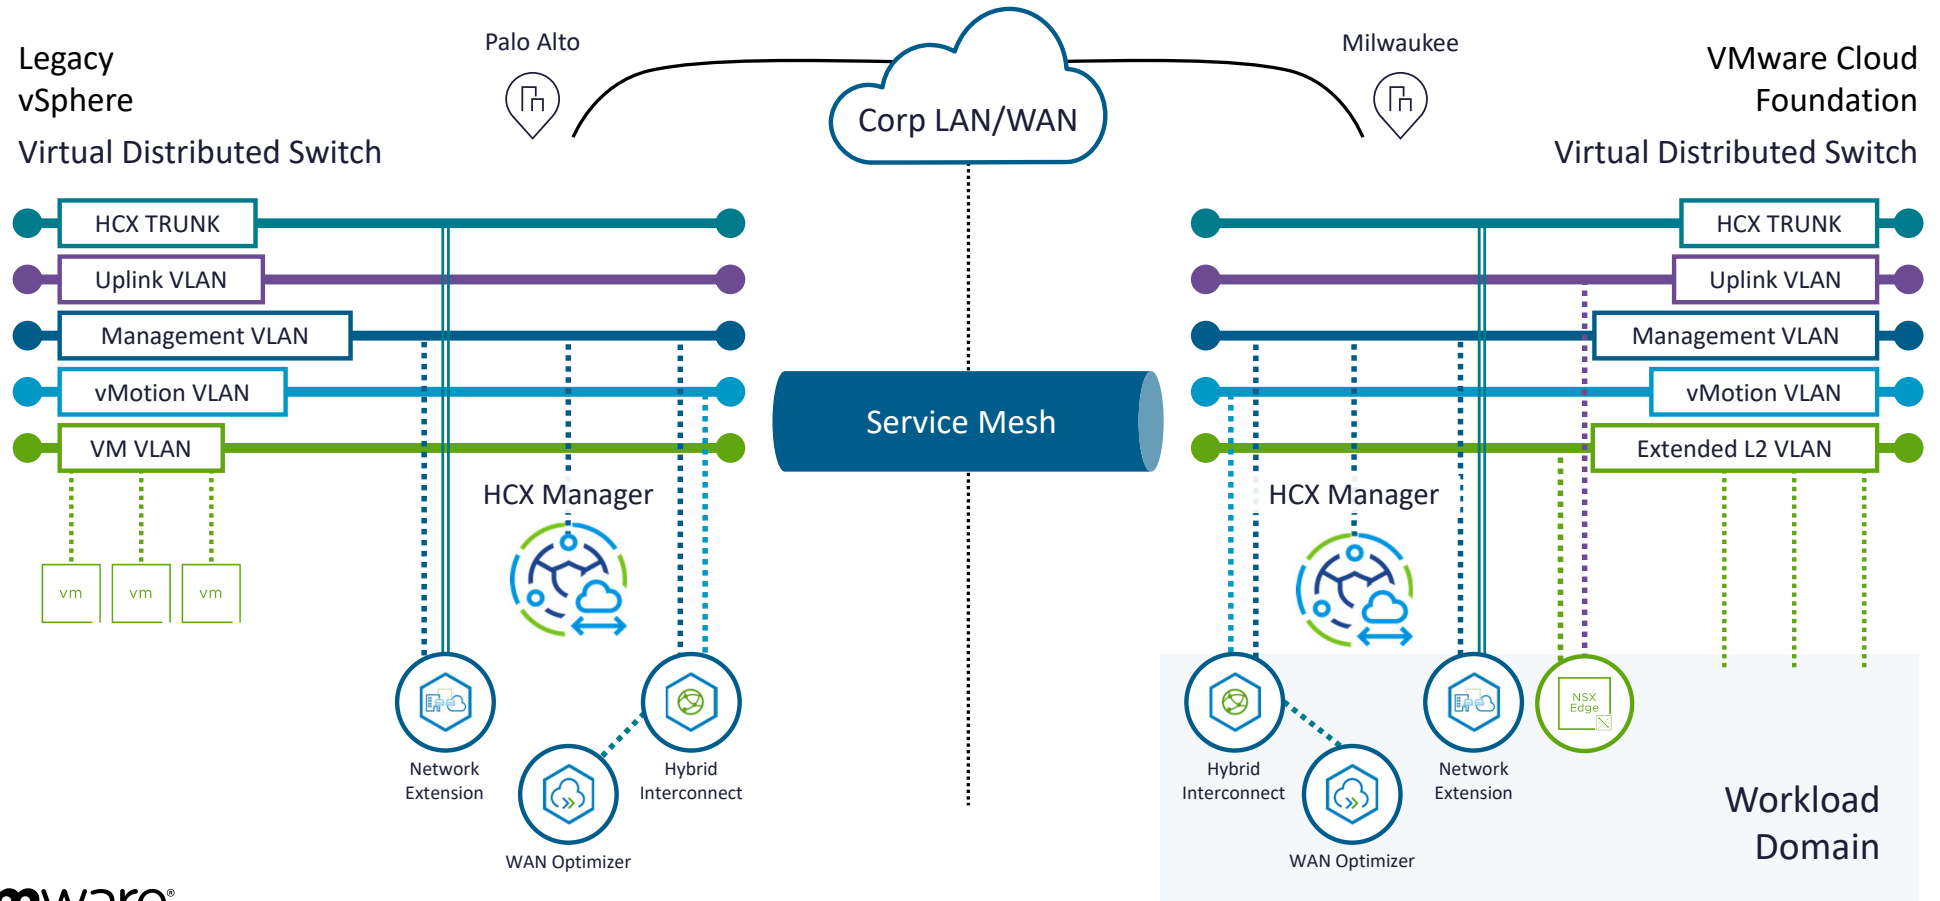 Legacy
vSphere
Virtual Distributed Switch
Palo Alto
Corp LAN/WAN
Milwaukee
VMware Cloud
Foundation
Virtual Distributed Switch
HCX TRUNK
Uplink VLAN
Management VLAN
vMotion VLAN
VM VLAN
vm
vm
vm
HCX Manager
Network
Extension
WAN Optimizer
Hybrid
Interconnect
Service Mesh
HCX TRUNK
Uplink VLAN
Management VLAN
vMotion VLAN
Extended L2 VLAN
HCX Manager
Hybrid
Interconnect
WAN Optimizer
Network
Extension
NSX
Edge
Workload
Domain
mware®